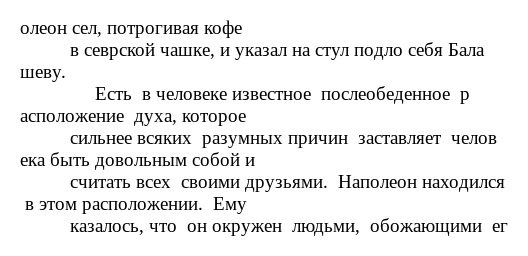 олеон сел, потрогивая кофе
в севрской чашке, и указал на стул подло себя Бала
шеву.
Есть в человеке известное послеобеденное р
асположение духа, которое
сильнее всяких разумных причин заставляет челов
ека быть довольным собой и
считать всех своими друзьями. Наполеон находился
в этом расположении. Ему
казалось, что он окружен людьми, обожающими ег